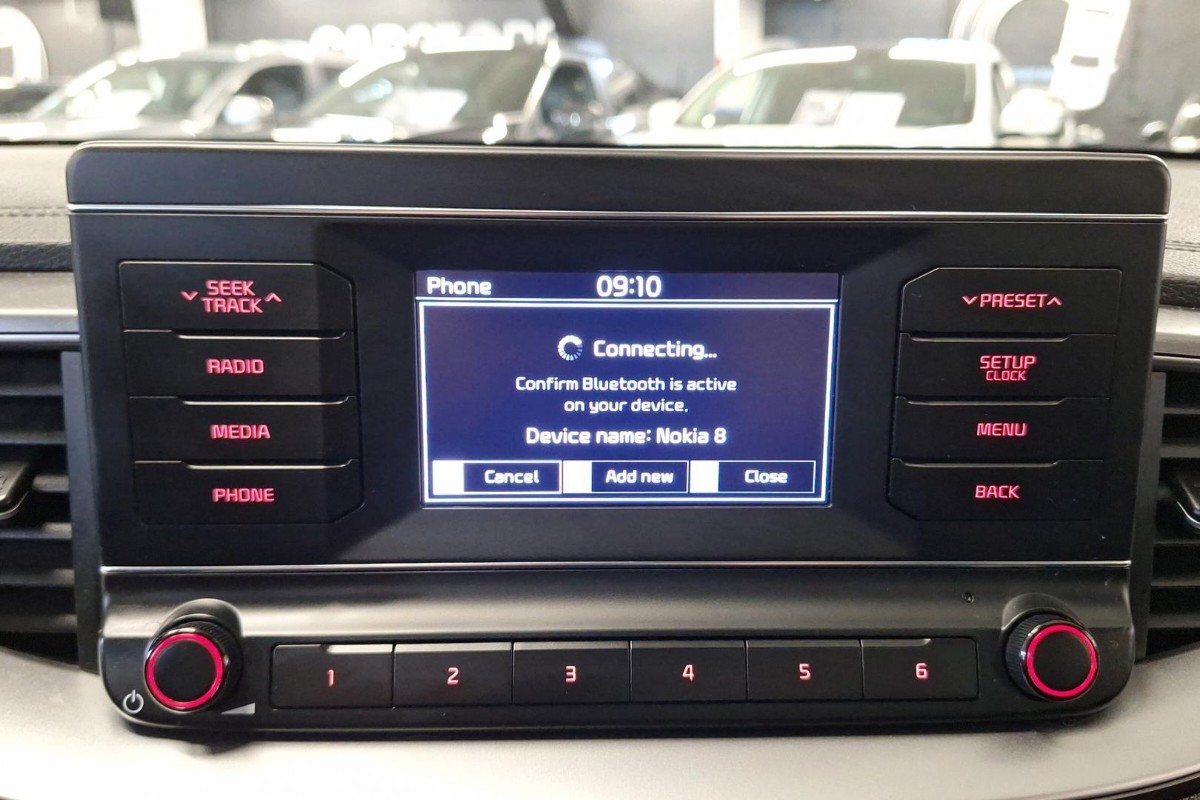 Phone 09:10
Connecting...
Confirm Bluetooth is active
on your device.
Device name: Nokia 8
Cancel Add new Close
SEEK
TRACK
RADIO
MEDIA
PHONE
PRESET
SETUP
CLOCK
MENU
BACK
1 2 3 4 5 6